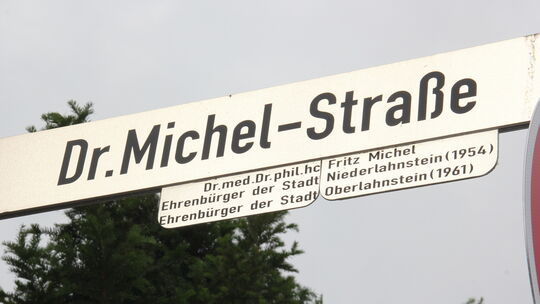 Dr.Michel-Straße
Dr.med.Dr.phil.hc Fritz Michel
Ehrenbürger der Stadt Niederlahnstein (1954)
Ehrenbürger der Stadt Oberlahnstein (1961)